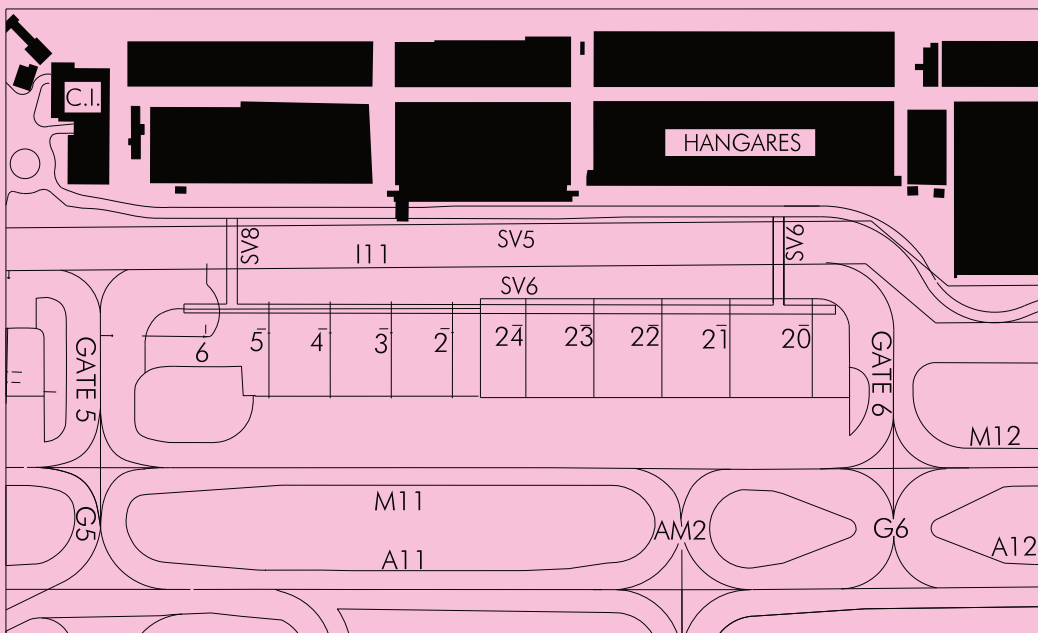 C.I.
HANGARES
SV8
I11
SV5
SV9
SV6
6
5
4
3
2
24
23
22
21
20
GATE 5
GATE 6
M12
M11
G5
AM2
G6
A11
A12